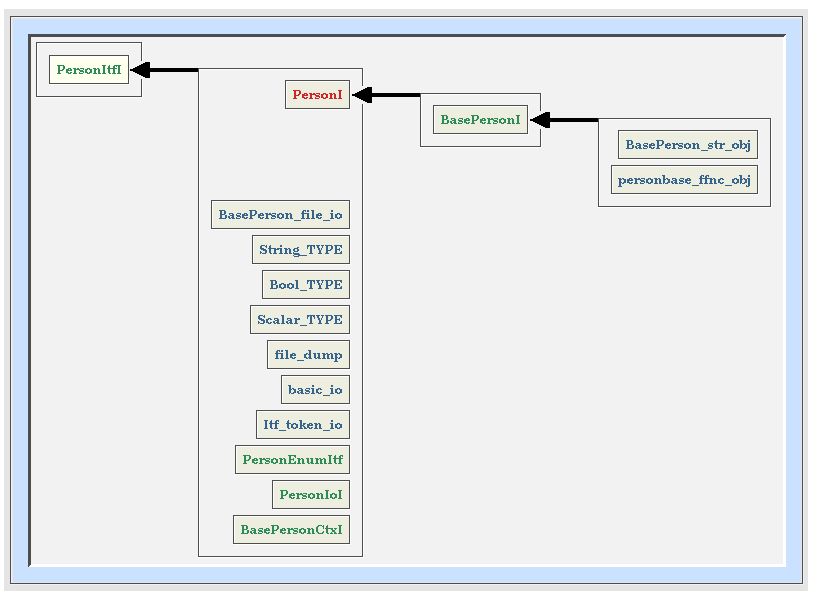 PersonItfI
PersonI
BasePersonI
BasePerson_str_obj
personbase_ffnc_obj
BasePerson_file_io
String_TYPE
Bool_TYPE
Scalar_TYPE
file_dump
basic_io
Itf_token_io
PersonEnumItf
PersonIoI
BasePersonCtxI